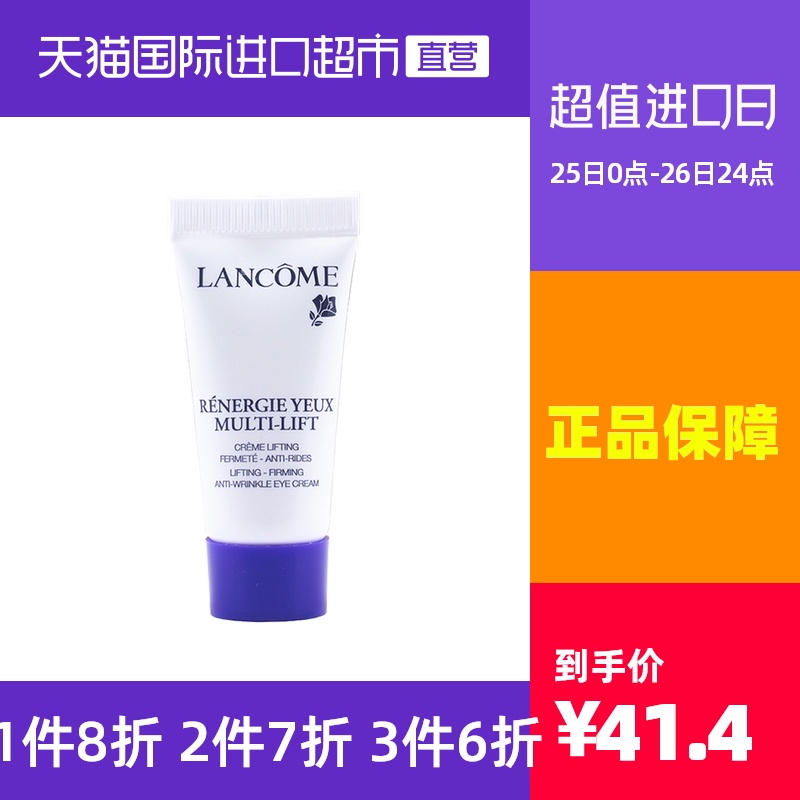 天猫国际进口超市 直营
超值进口日
25日0点-26日24点
LANCÔME
RÉNERGIE YEUX
MULTI-LIFT
CRÈME LIFTING
FERMETÉ - ANTI-RIDES
LIFTING - FIRMING
ANTI-WRINKLE EYE CREAM
正品保障
到手价
¥41.4
1件8折 2件7折 3件6折